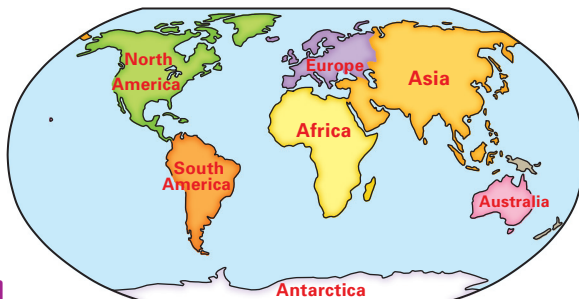 North
America
Europe
Asia
Africa
South
America
Australia
Antarctica